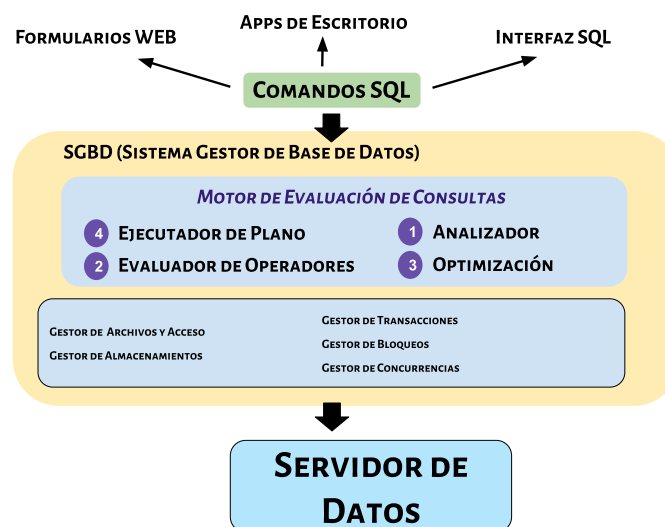 Formularios WEB
Apps de Escritorio
Interfaz SQL
Comandos SQL
SGBD (Sistema Gestor de Base de Datos)
Motor de Evaluación de Consultas
4 Ejecutador de Plano
1 Analizador
2 Evaluador de Operadores
3 Optimización
Gestor de Archivos y Acceso
Gestor de Almacenamientos
Gestor de Transacciones
Gestor de Bloqueos
Gestor de Concurrencias
Servidor de
Datos